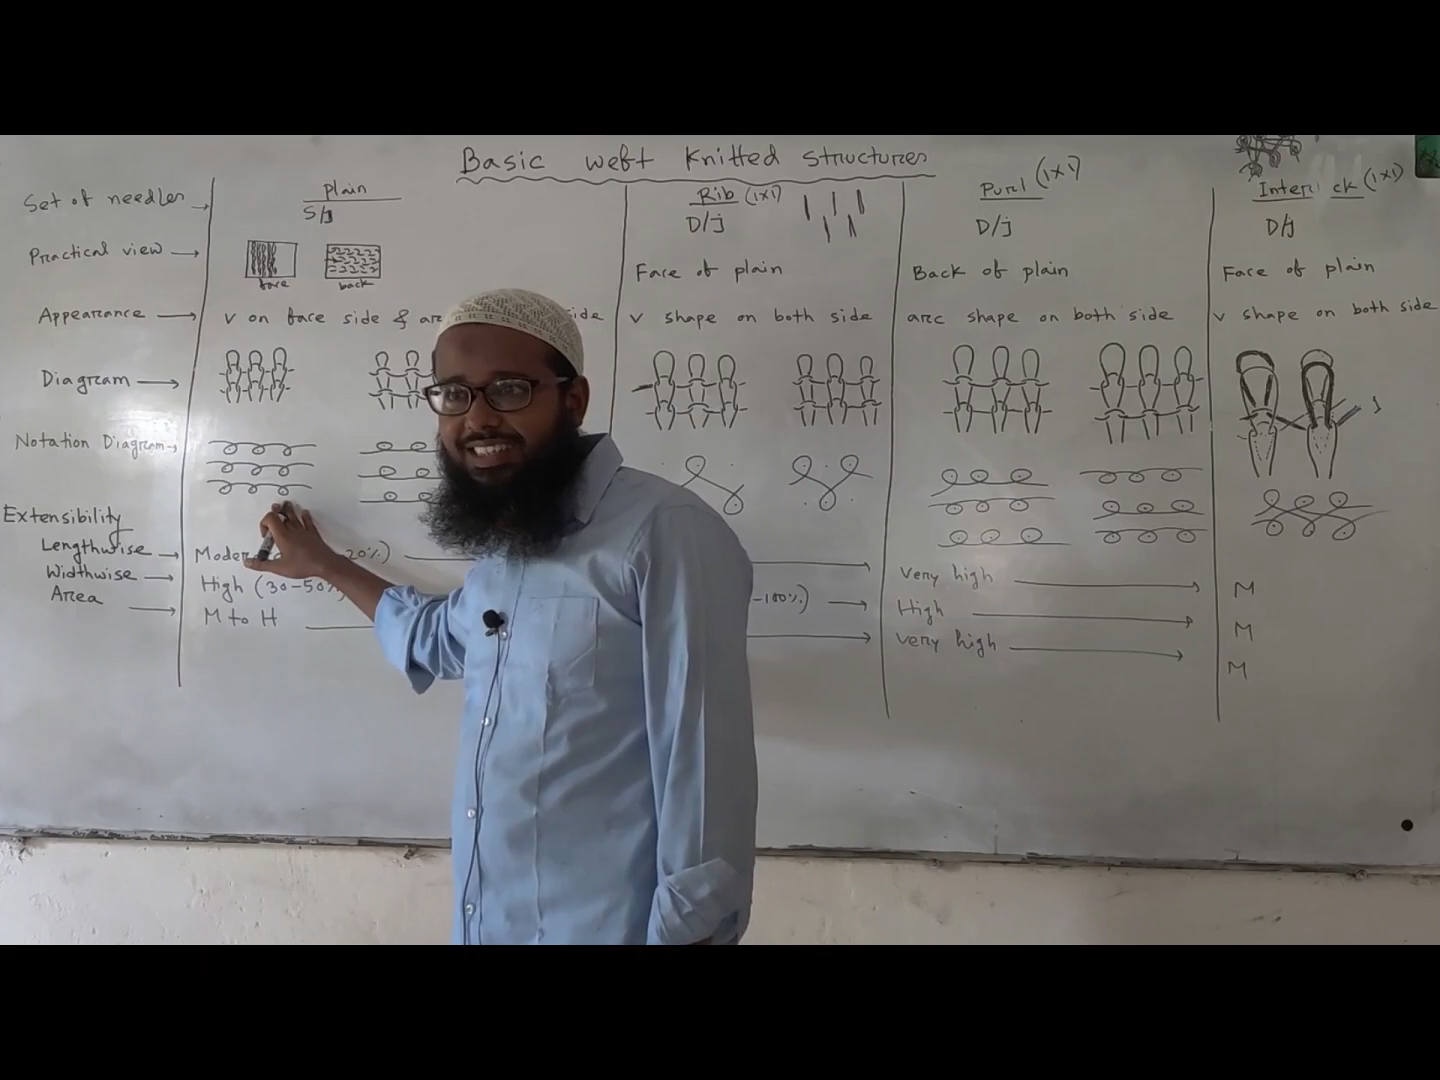 Basic weft Knitted structures
Set of needles
plain
S/J
Rib (1x1)
D/j
Purl (1x1)
D/j
Interl ck (1x1)
D/j
Practical view
face
back
Face of plain
Back of plain
Face of plain
Appearance
v on face side & arc
side
v shape on both side
arc shape on both side
v shape on both side
Diagram
Notation Diagram
Extensibility
Lengthwise
20%)
Very high
M
Widthwise
High (30-50%
-100%)
High
M
Area
M to H
very high
M